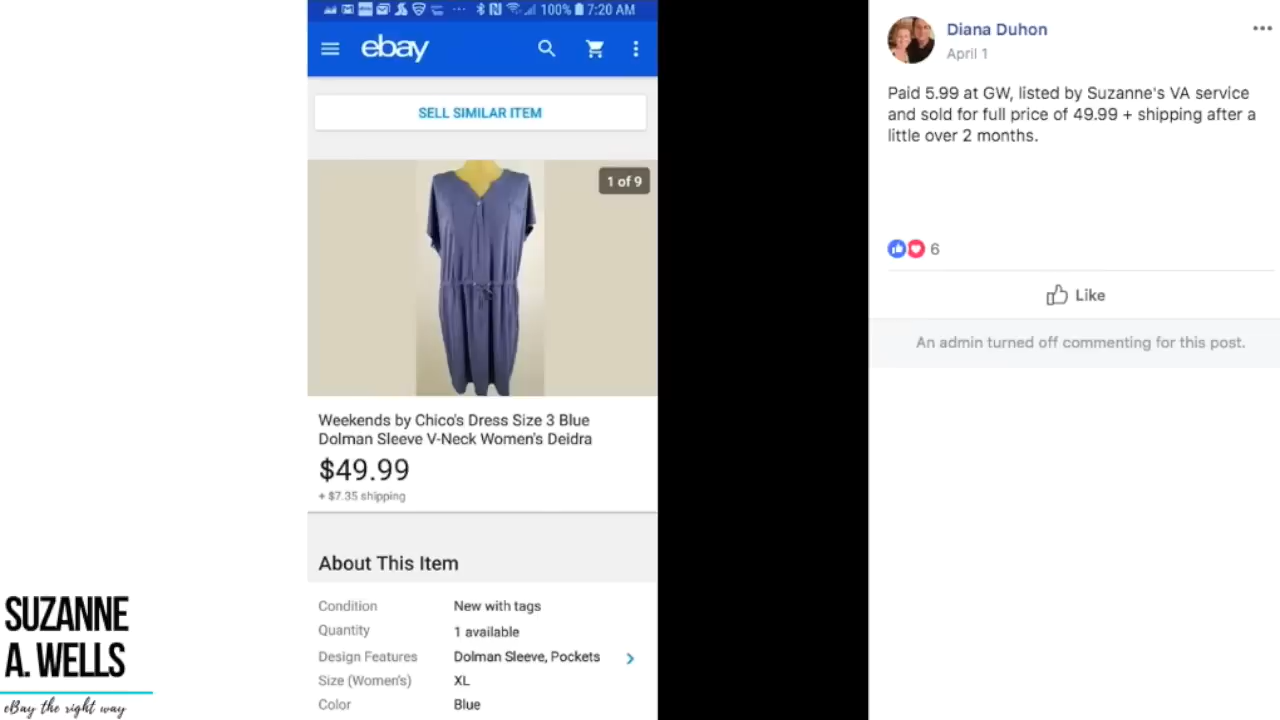 100% 7:20 AM
ebay
SELL SIMILAR ITEM
1 of 9
Weekends by Chico's Dress Size 3 Blue
Dolman Sleeve V-Neck Women's Deidra
$49.99
+ $7.35 shipping
About This Item
Condition New with tags
Quantity 1 available
Design Features Dolman Sleeve, Pockets
Size (Women's) XL
Color Blue
Diana Duhon
April 1
Paid 5.99 at GW, listed by Suzanne's VA service
and sold for full price of 49.99 + shipping after a
little over 2 months.
6
Like
An admin turned off commenting for this post.
SUZANNE
A. WELLS
eBay the right way